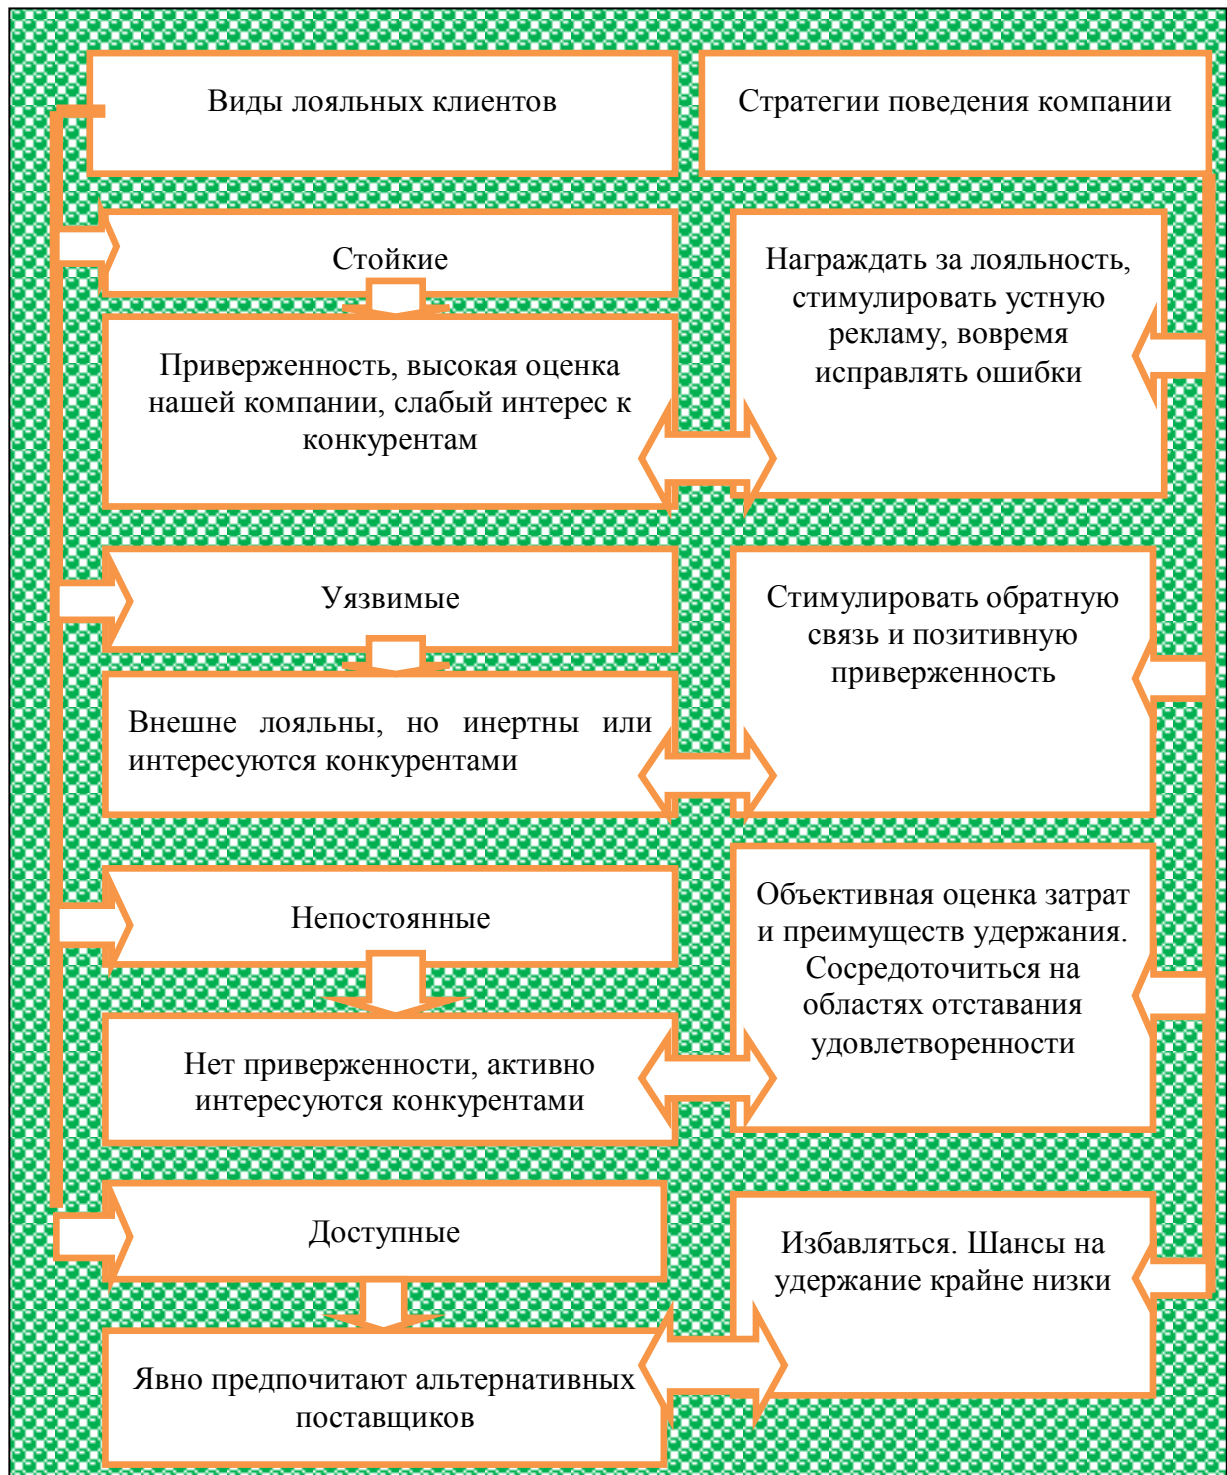 Виды лояльных клиентов
Стратегии поведения компании
Стойкие
Приверженность, высокая оценка
нашей компании, слабый интерес к
конкурентам
Награждать за лояльность,
стимулировать устную
рекламу, вовремя
исправлять ошибки
Уязвимые
Внешне лояльны, но инертны или
интересуются конкурентами
Стимулировать обратную
связь и позитивную
приверженность
Непостоянные
Нет приверженности, активно
интересуются конкурентами
Объективная оценка затрат
и преимуществ удержания.
Сосредоточиться на
областях отставания
удовлетворенности
Доступные
Явно предпочитают альтернативных
поставщиков
Избавляться. Шансы на
удержание крайне низки